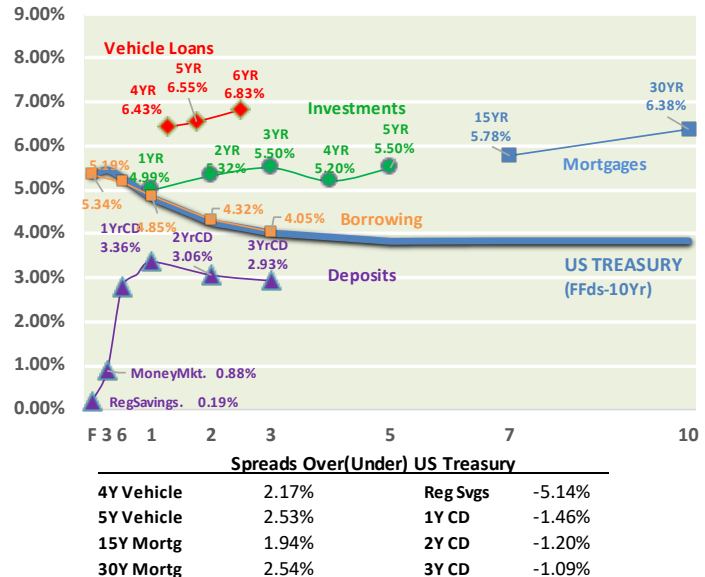 9.00%
8.00%
7.00%
6.00%
5.00%
4.00%
3.00%
2.00%
1.00%
0.00%
Vehicle Loans
4YR
6.43%
5YR
6.55%
6YR
6.83%
Investments
1YR
4.99%
2YR
5.32%
3YR
5.50%
4YR
5.20%
5YR
5.50%
15YR
5.78%
30YR
6.38%
Mortgages
5.19%
5.34%
4.85%
4.32%
4.05%
Borrowing
US TREASURY
(FFds-10Yr)
1YrCD
3.36%
2YrCD
3.06%
3YrCD
2.93%
Deposits
MoneyMkt. 0.88%
RegSavings. 0.19%
F 3 6 1 2 3 5 7 10
Spreads Over(Under) US Treasury
4Y Vehicle 2.17% Reg Svgs -5.14%
5Y Vehicle 2.53% 1Y CD -1.46%
15Y Mortg 1.94% 2Y CD -1.20%
30Y Mortg 2.54% 3Y CD -1.09%